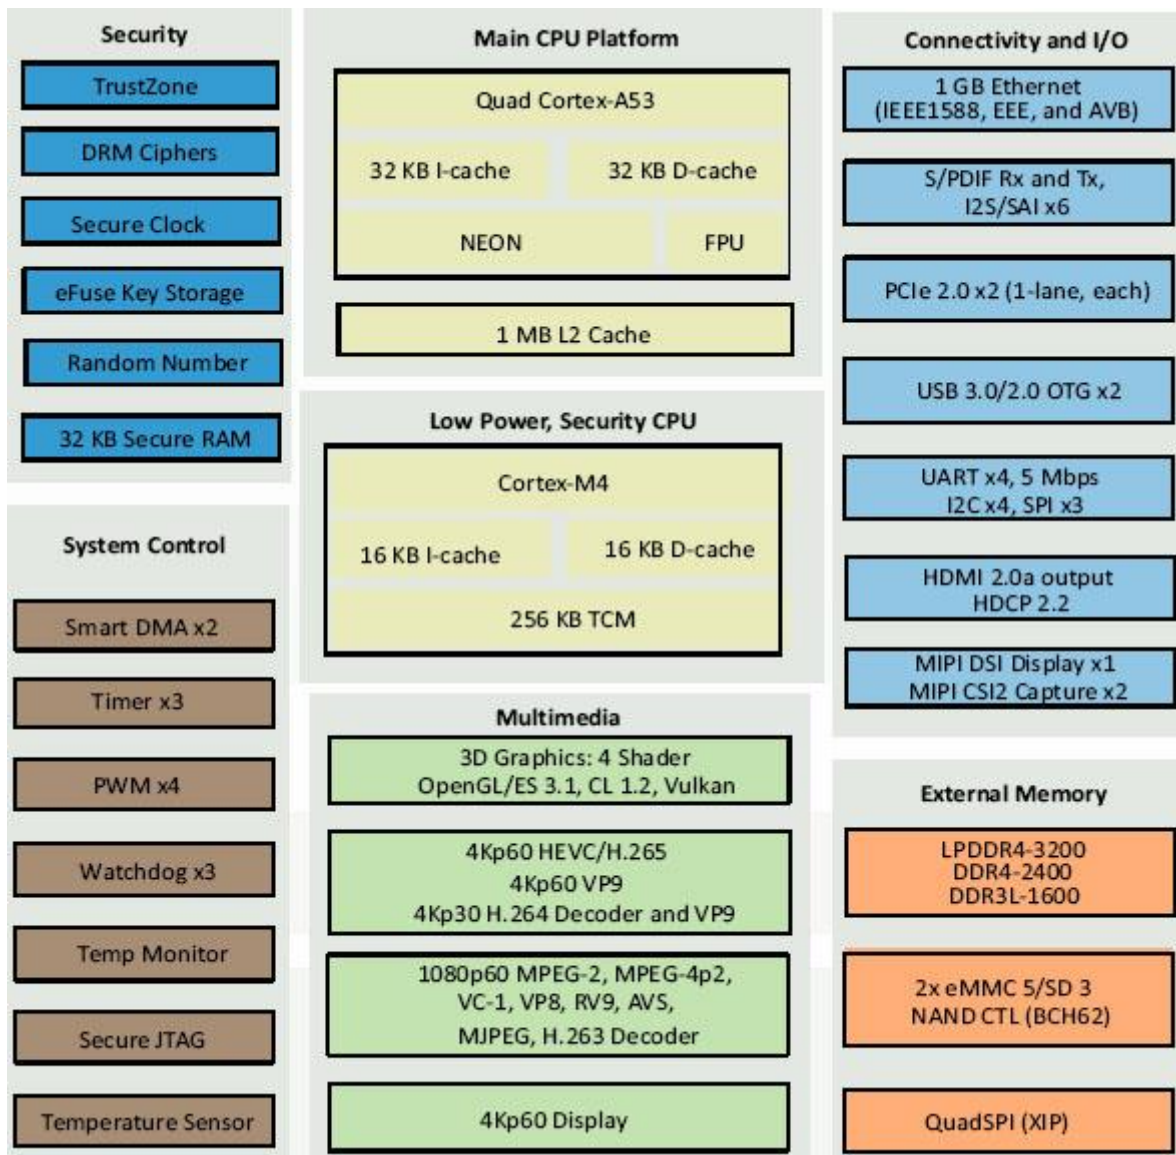 Security
TrustZone
DRM Ciphers
Secure Clock
eFuse Key Storage
Random Number
32 KB Secure RAM
System Control
Smart DMA x2
Timer x3
PWM x4
Watchdog x3
Temp Monitor
Secure JTAG
Temperature Sensor
Main CPU Platform
Quad Cortex-A53
32 KB I-cache
32 KB D-cache
NEON
FPU
1 MB L2 Cache
Low Power, Security CPU
Cortex-M4
16 KB I-cache
16 KB D-cache
256 KB TCM
Multimedia
3D Graphics: 4 Shader
OpenGL/ES 3.1, CL 1.2, Vulkan
4Kp60 HEVC/H.265
4Kp60 VP9
4Kp30 H.264 Decoder and VP9
1080p60 MPEG-2, MPEG-4p2,
VC-1, VP8, RV9, AVS,
MJPEG, H.263 Decoder
4Kp60 Display
Connectivity and I/O
1 GB Ethernet
(IEEE1588, EEE, and AVB)
S/PDIF Rx and Tx,
I2S/SAI x6
PCIe 2.0 x2 (1-lane, each)
USB 3.0/2.0 OTG x2
UART x4, 5 Mbps
I2C x4, SPI x3
HDMI 2.0a output
HDCP 2.2
MIPI DSI Display x1
MIPI CSI2 Capture x2
External Memory
LPDDR4-3200
DDR4-2400
DDR3L-1600
2x eMMC 5/SD 3
NAND CTL (BCH62)
QuadSPI (XIP)